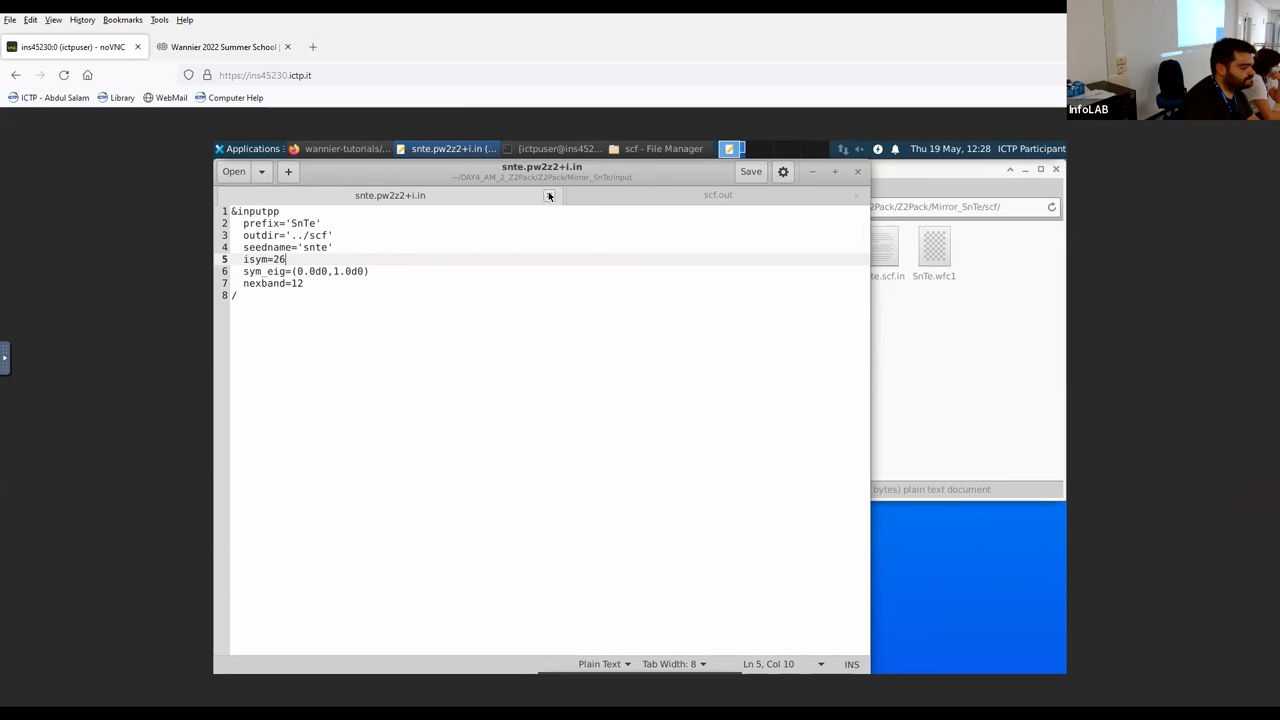 File Edit View History Bookmarks Tools Help
ins45230:0 (ictpuser) - noVNC
Wannier 2022 Summer School |
https://ins45230.ictp.it
ICTP - Abdul Salam Library WebMail Computer Help
InfoLAB
Applications wannier-tutorials/... snte.pw2z2+i.in (... [ictpuser@ins452... scf - File Manager Thu 19 May, 12:28 ICTP Participant
Open
snte.pw2z2+i.in
~/DAY4_AM_2_Z2Pack/Z2Pack/Mirror_SnTe/input
Save
2Pack/Z2Pack/Mirror_SnTe/scf/
snte.pw2z2+i.in scf.out
1 &inputpp
2 prefix='SnTe'
3 outdir='../scf'
4 seedname='snte'
5 isym=26
6 sym_eig=(0.0d0,1.0d0)
7 nexband=12
8 /
te.scf.in SnTe.wfc1
bytes) plain text document
Plain Text Tab Width: 8 Ln 5, Col 10 INS